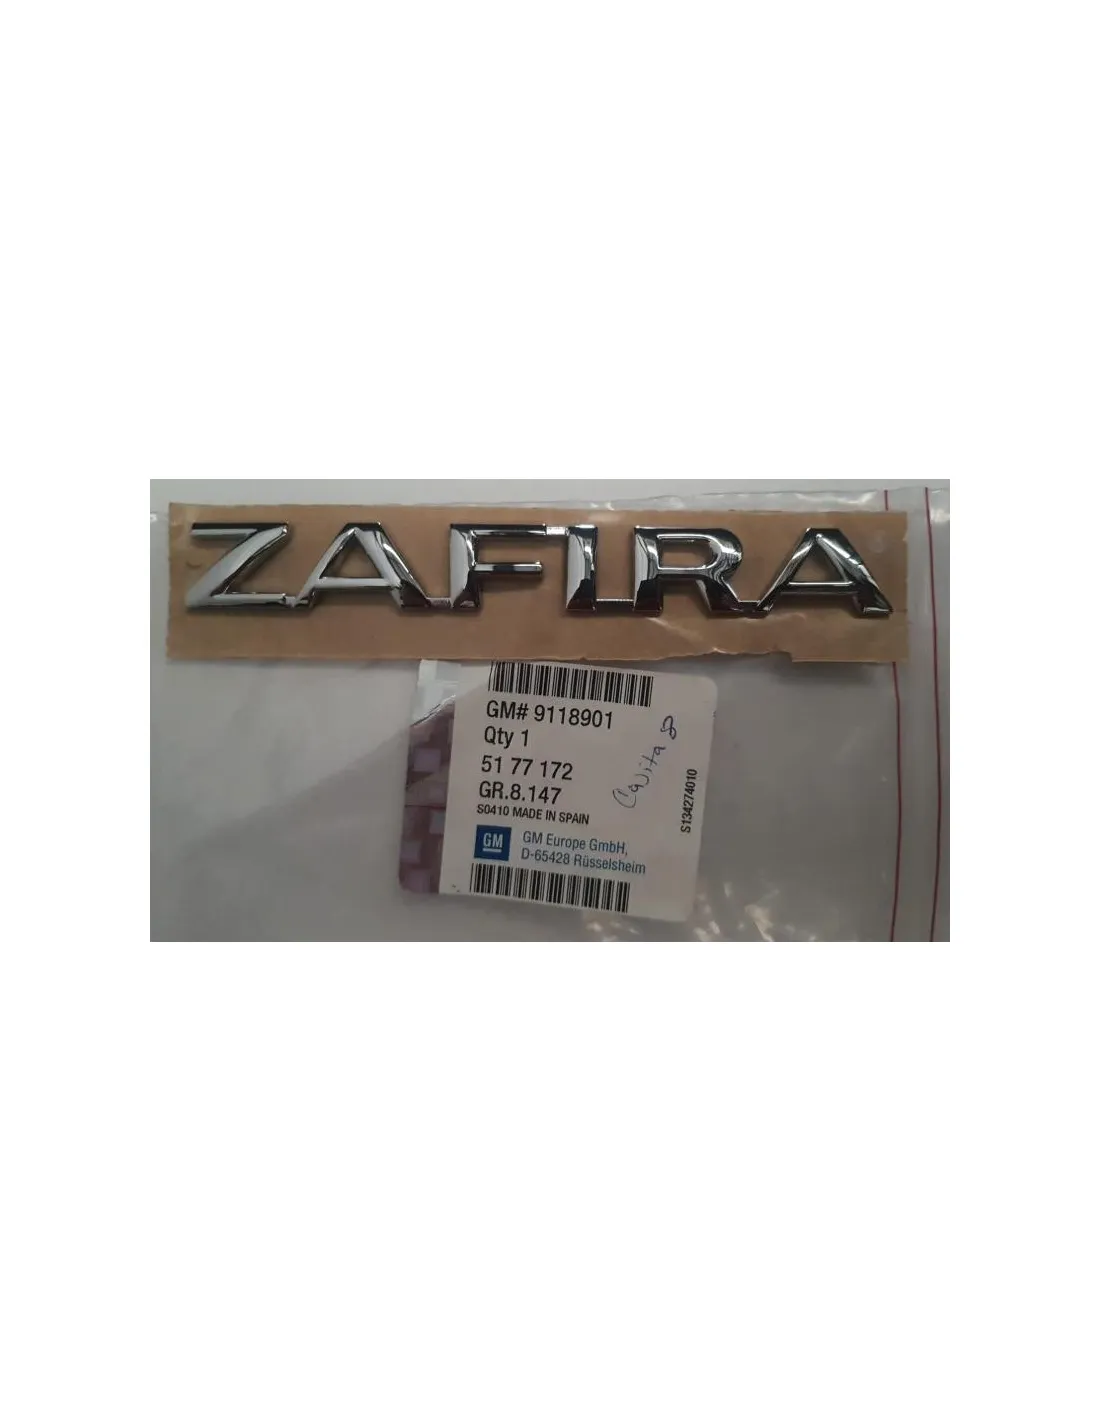 ZAFIRA
GM# 9118901
Qty 1
51 77 172
GR.8.147
S0410 MADE IN SPAIN
GM
GM Europe GmbH,
D-65428 Rüsselsheim
S134274010